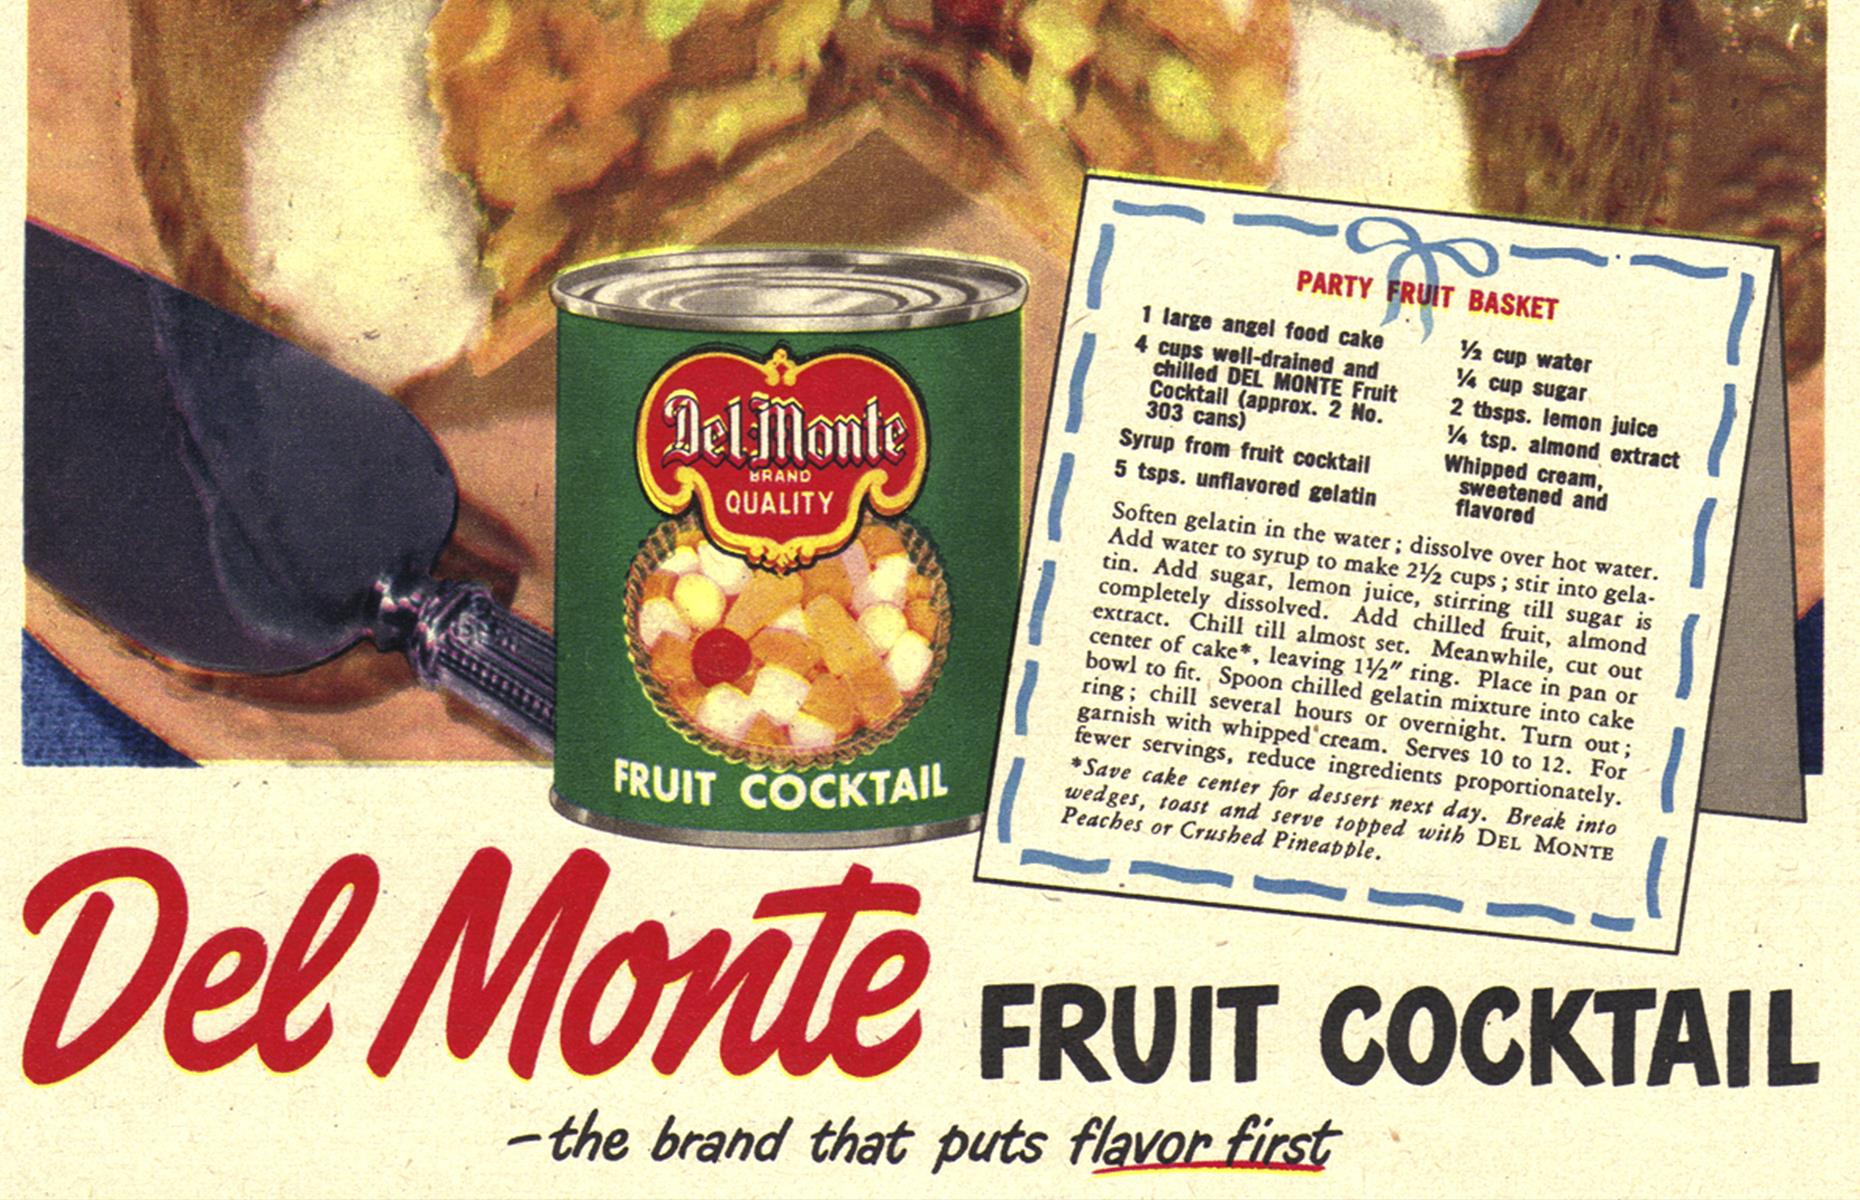 Del Monte
BRAND
QUALITY
FRUIT COCKTAIL
PARTY FRUIT BASKET
1 large angel food cake
4 cups well-drained and
chilled DEL MONTE Fruit
Cocktail (approx. 2 No.
303 cans)
Syrup from fruit cocktail
5 tsps. unflavored gelatin
½ cup water
¼ cup sugar
2 tbsps. lemon juice
¼ tsp. almond extract
Whipped cream,
sweetened and
flavored
Soften gelatin in the water; dissolve over hot water.
Add water to syrup to make 2½ cups; stir into gela-
tin. Add sugar, lemon juice, stirring till sugar is
completely dissolved. Add chilled fruit, almond
extract. Chill till almost set. Meanwhile, cut out
center of cake*, leaving 1½" ring. Place in pan or
bowl to fit. Spoon chilled gelatin mixture into cake
ring; chill several hours or overnight. Turn out;
garnish with whipped cream. Serves 10 to 12. For
fewer servings, reduce ingredients proportionately.
*Save cake center for dessert next day. Break into
wedges, toast and serve topped with DEL MONTE
Peaches or Crushed Pineapple.
Del Monte FRUIT COCKTAIL
—the brand that puts flavor first